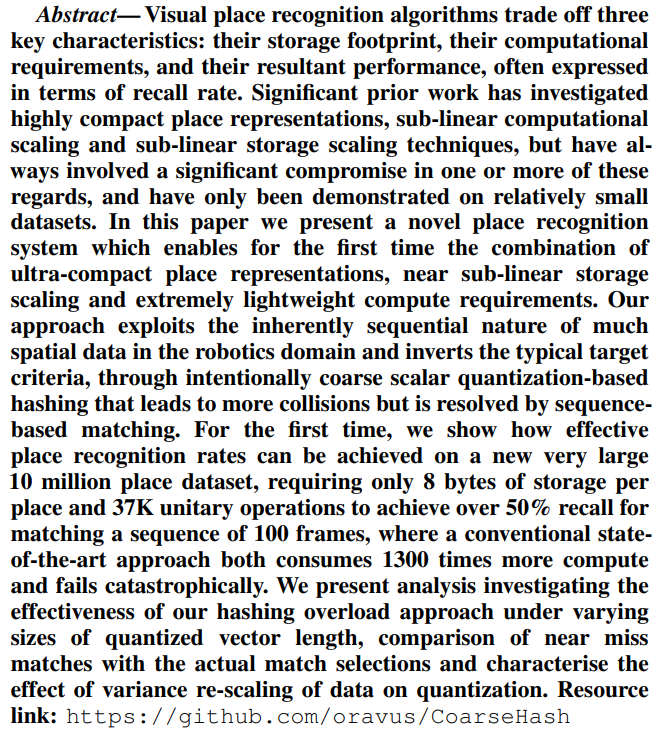 Abstract—Visual place recognition algorithms trade off three
key characteristics: their storage footprint, their computational
requirements, and their resultant performance, often expressed
in terms of recall rate. Significant prior work has investigated
highly compact place representations, sub-linear computational
scaling and sub-linear storage scaling techniques, but have al-
ways involved a significant compromise in one or more of these
regards, and have only been demonstrated on relatively small
datasets. In this paper we present a novel place recognition
system which enables for the first time the combination of
ultra-compact place representations, near sub-linear storage
scaling and extremely lightweight compute requirements. Our
approach exploits the inherently sequential nature of much
spatial data in the robotics domain and inverts the typical target
criteria, through intentionally coarse scalar quantization-based
hashing that leads to more collisions but is resolved by sequence-
based matching. For the first time, we show how effective
place recognition rates can be achieved on a new very large
10 million place dataset, requiring only 8 bytes of storage per
place and 37K unitary operations to achieve over 50% recall for
matching a sequence of 100 frames, where a conventional state-
of-the-art approach both consumes 1300 times more compute
and fails catastrophically. We present analysis investigating the
effectiveness of our hashing overload approach under varying
sizes of quantized vector length, comparison of near miss
matches with the actual match selections and characterise the
effect of variance re-scaling of data on quantization. Resource
link: https://github.com/oravus/CoarseHash